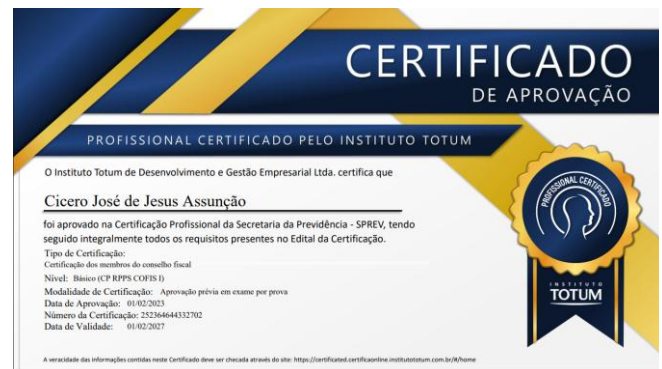 CERTIFICADO
DE APROVAÇÃO
PROFISSIONAL CERTIFICADO PELO INSTITUTO TOTUM
O Instituto Totum de Desenvolvimento e Gestão Empresarial Ltda. certifica que
Cicero José de Jesus Assunção
foi aprovado na Certificação Profissional da Secretaria da Previdência - SPREV, tendo
seguido integralmente todos os requisitos presentes no Edital da Certificação.
Tipo de Certificação:
Certificação dos membros do conselho fiscal
Nível: Básico (CP RPPS COFIS I)
Modalidade de Certificação: Aprovação prévia em exame por prova
Data de Aprovação: 01/02/2023
Número da Certificação: 252364644332702
Data de Validade: 01/02/2027
PROFISSIONAL CERTIFICADO
INSTITUTO
TOTUM
A veracidade das informações contidas neste Certificado deve ser checada através do site: https://certificated.certificaonline.institutototum.com.br/#/home